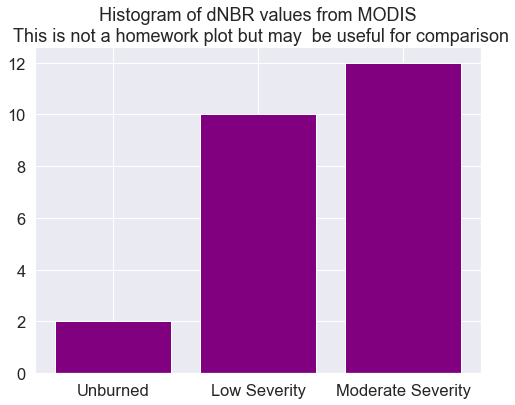 Histogram of dNBR values from MODIS
This is not a homework plot but may  be useful for comparison
12
10
8
6
4
2
0
Unburned Low Severity Moderate Severity